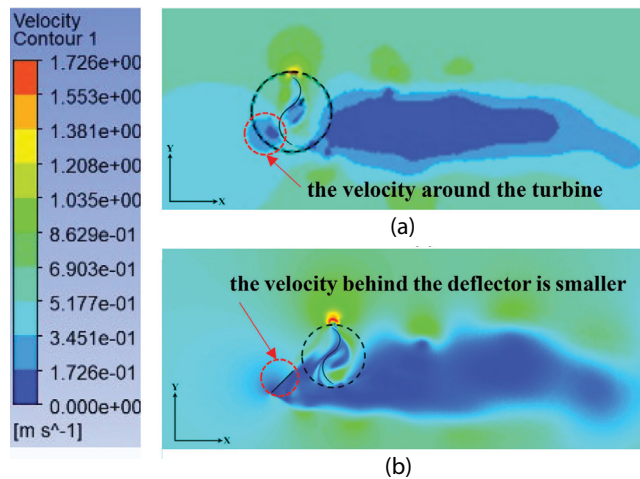 Velocity
Contour 1
1.726e+00
1.553e+00
1.381e+00
1.208e+00
1.035e+00
8.629e-01
6.903e-01
5.177e-01
3.451e-01
1.726e-01
0.000e+00
[m s^-1]
Y
X
the velocity around the turbine
(a)
the velocity behind the deflector is smaller
Y
X
(b)